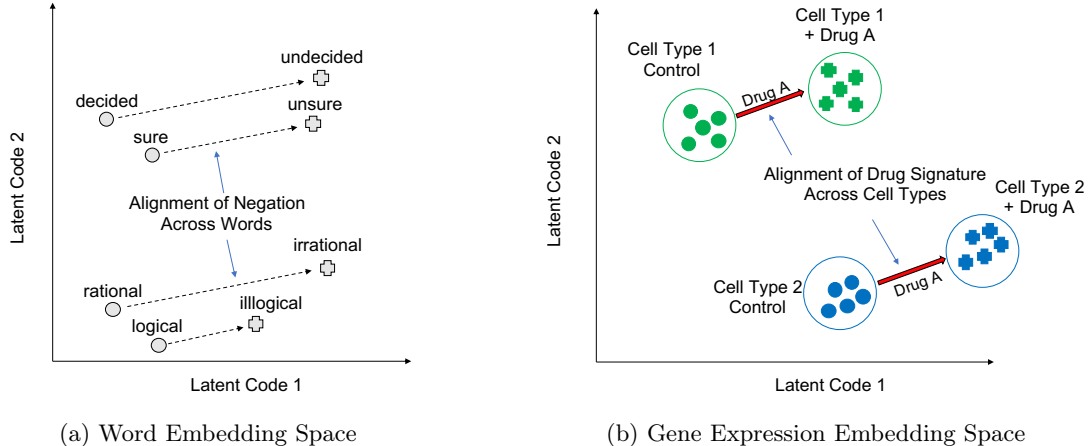 undecided
decided
unsure
sure
Alignment of Negation
Across Words
irrational
rational
illlogical
logical
Latent Code 2
Latent Code 1
(a) Word Embedding Space
Cell Type 1
+ Drug A
Cell Type 1
Control
Drug A
Alignment of Drug Signature
Across Cell Types
Cell Type 2
+ Drug A
Cell Type 2
Control
Drug A
Latent Code 2
Latent Code 1
(b) Gene Expression Embedding Space